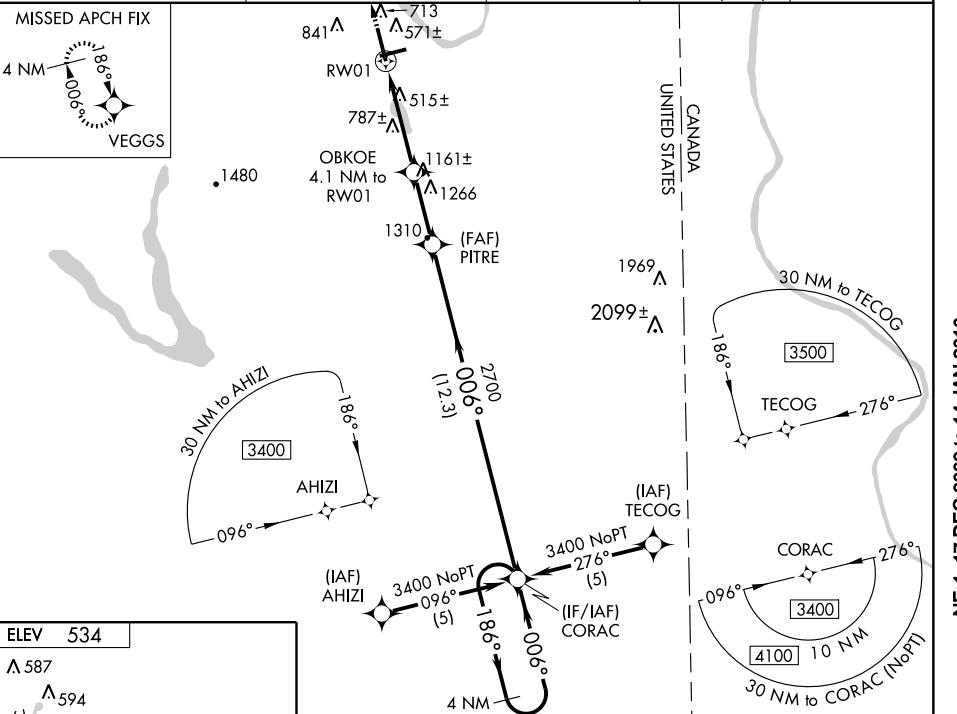 MISSED APCH FIX
4 NM
186°
006°
VEGGS
713
841
571±
RW01
515±
787±
OBKOE
4.1 NM to
RW01
1161±
1266
1480
1310
(FAF)
PITRE
CANADA
UNITED STATES
1969
2099±
30 NM to TECOG
3500
186°
TECOG
276°
2700
006°
(12.3)
30 NM to AHIZI
3400
186°
AHIZI
096°
(IAF)
TECOG
3400 NoPT
276°
(5)
(IAF)
AHIZI
3400 NoPT
096°
(5)
(IF/IAF)
CORAC
186°
006°
4 NM
CORAC
276°
096°
3400
10 NM
4100
30 NM to CORAC (NoPT)
ELEV 534
587
594